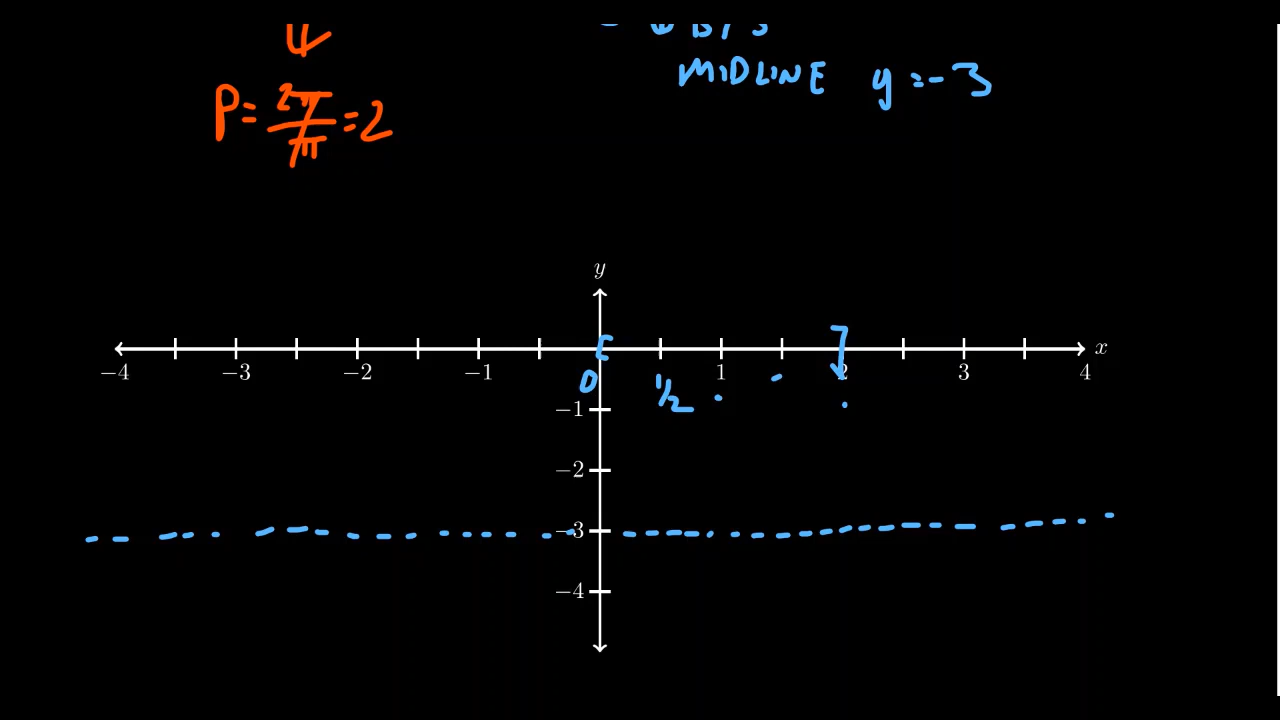 MIDLINE y=-3
P=2π/π=2
y
x
−4 −3 −2 −1 1 2 3 4
0 1/2
−1
−2
−3
−4